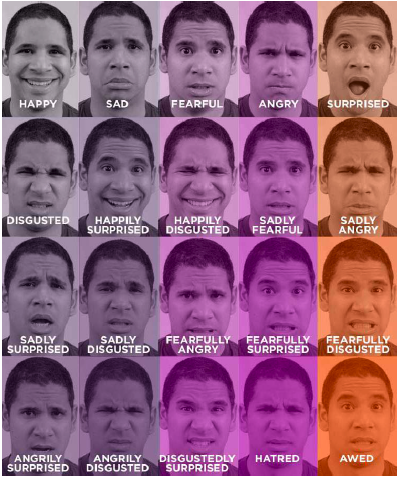 HAPPY
SAD
FEARFUL
ANGRY
SURPRISED
DISGUSTED
HAPPILY
SURPRISED
HAPPILY
DISGUSTED
SADLY
FEARFUL
SADLY
ANGRY
SADLY
SURPRISED
SADLY
DISGUSTED
FEARFULLY
ANGRY
FEARFULLY
SURPRISED
FEARFULLY
DISGUSTED
ANGRILY
SURPRISED
ANGRILY
DISGUSTED
DISGUSTEDLY
SURPRISED
HATRED
AWED